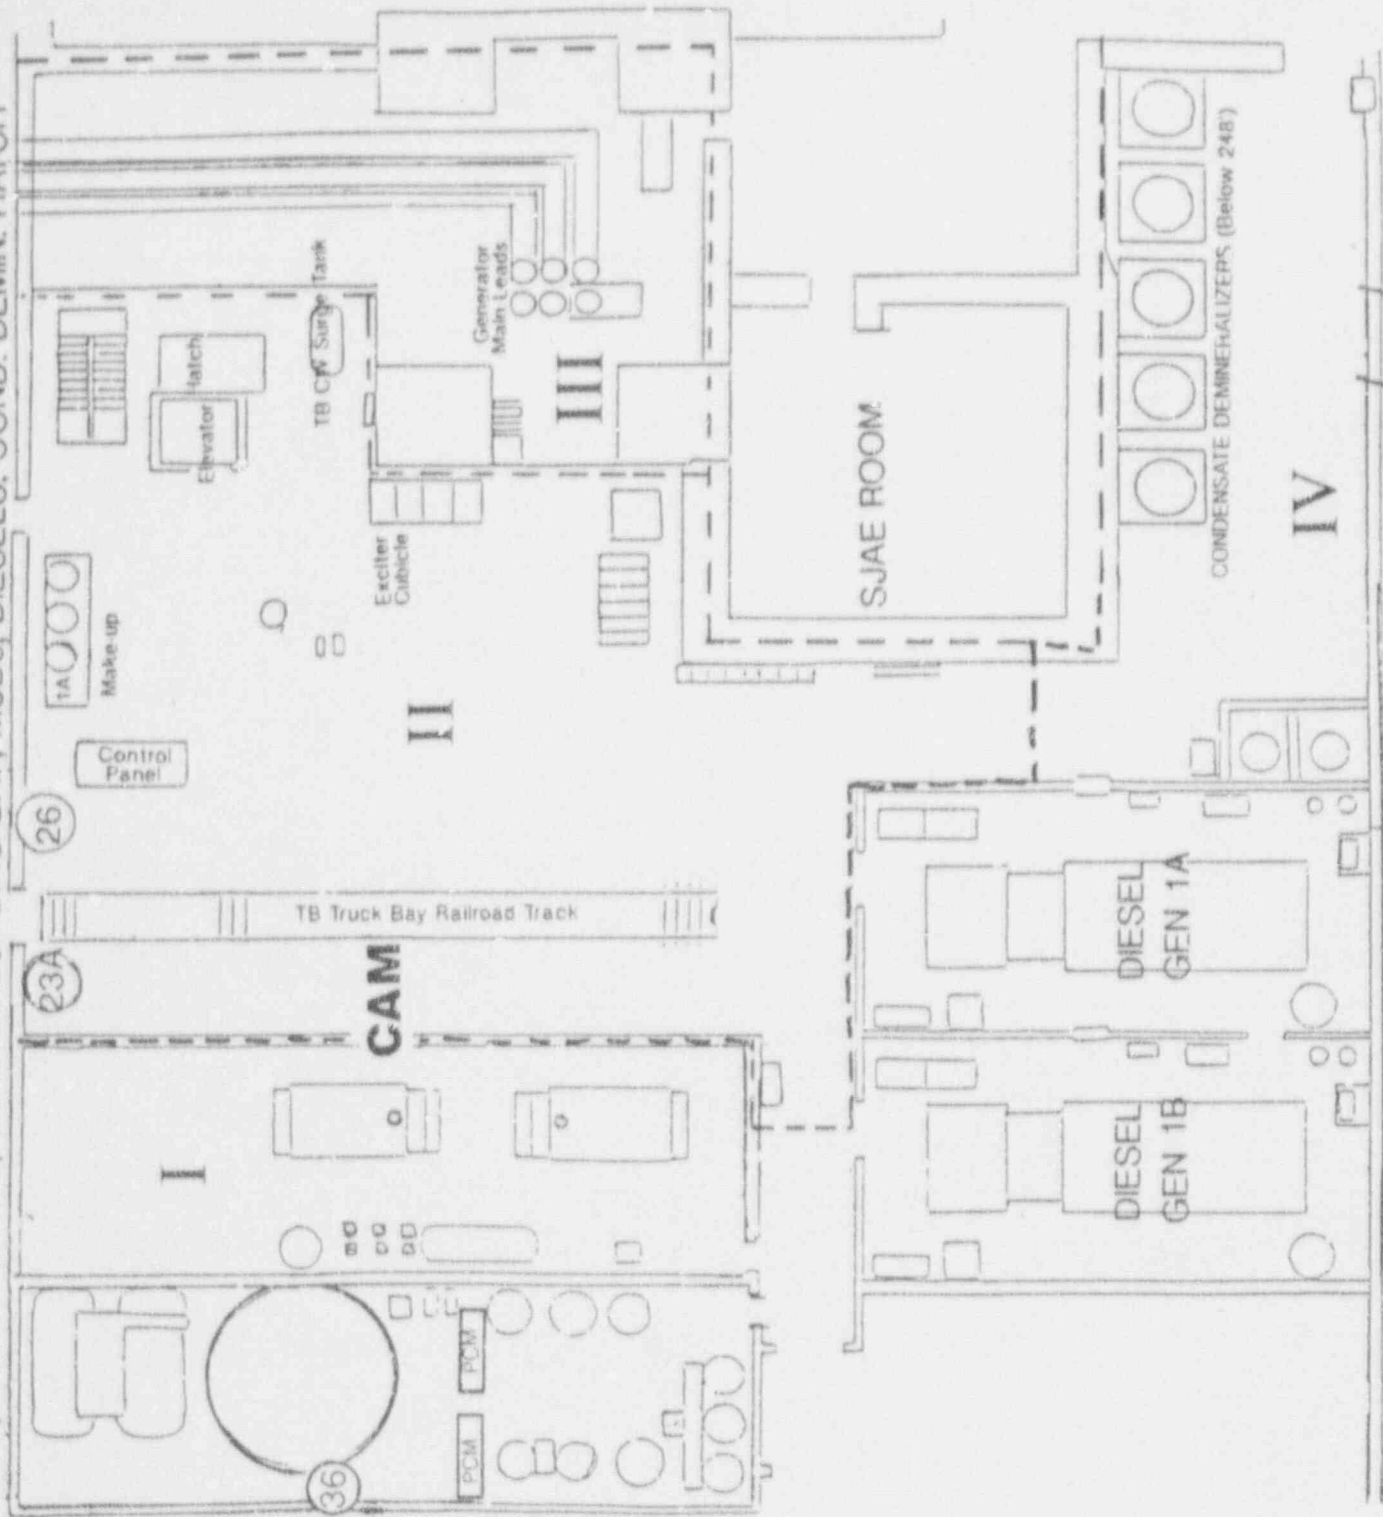 Elevator
Hatch
TB CW Surge Tank
Generator
Main Leads
III
1A
Make-up
Exciter
Cubicle
Control
Panel
26
II
SJAE ROOM
CONDENSATE DEMINERALIZERS (Below 248')
IV
TB Truck Bay Railroad Track
23A
CAM
DIESEL
GEN 1A
I
DIESEL
GEN 1B
PCM
PCM
36